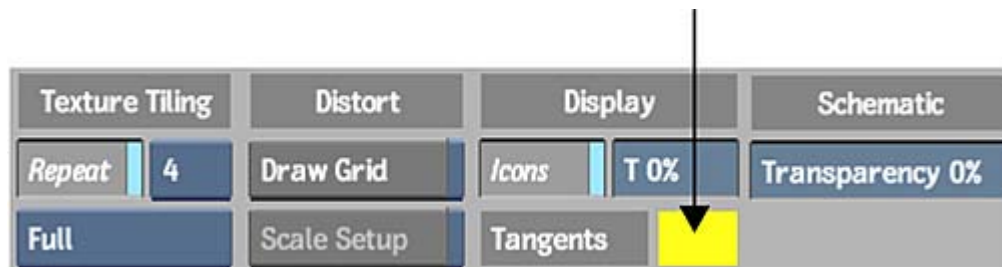 Texture Tiling Distort Display Schematic
Repeat 4 Draw Grid Icons T 0% Transparency 0%
Full Scale Setup Tangents